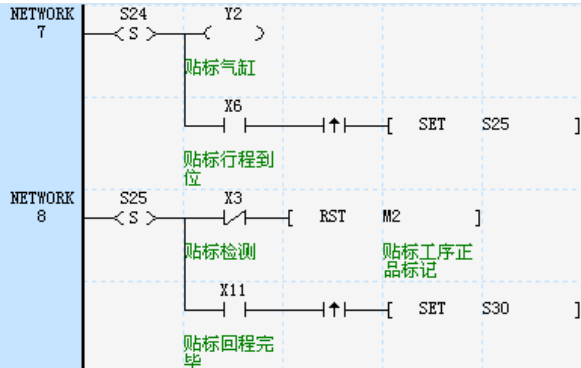 NETWORK
7
S24
Y2
< S >
( )
贴标气缸
X6
[ SET S25 ]
贴标行程到
位
NETWORK
8
S25
X3
< S >
[ RST M2 ]
贴标检测
贴标工序正
品标记
X11
[ SET S30 ]
贴标回程完
毕